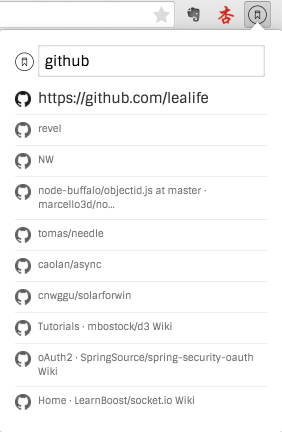 杏
github
https://github.com/lealife
revel
NW
node-buffalo/objectid.js at master ·
marcello3d/no...
tomas/needle
caolan/async
cnwggu/solarforwin
Tutorials · mbostock/d3 Wiki
oAuth2 · SpringSource/spring-security-oauth
Wiki
Home · LearnBoost/socket.io Wiki